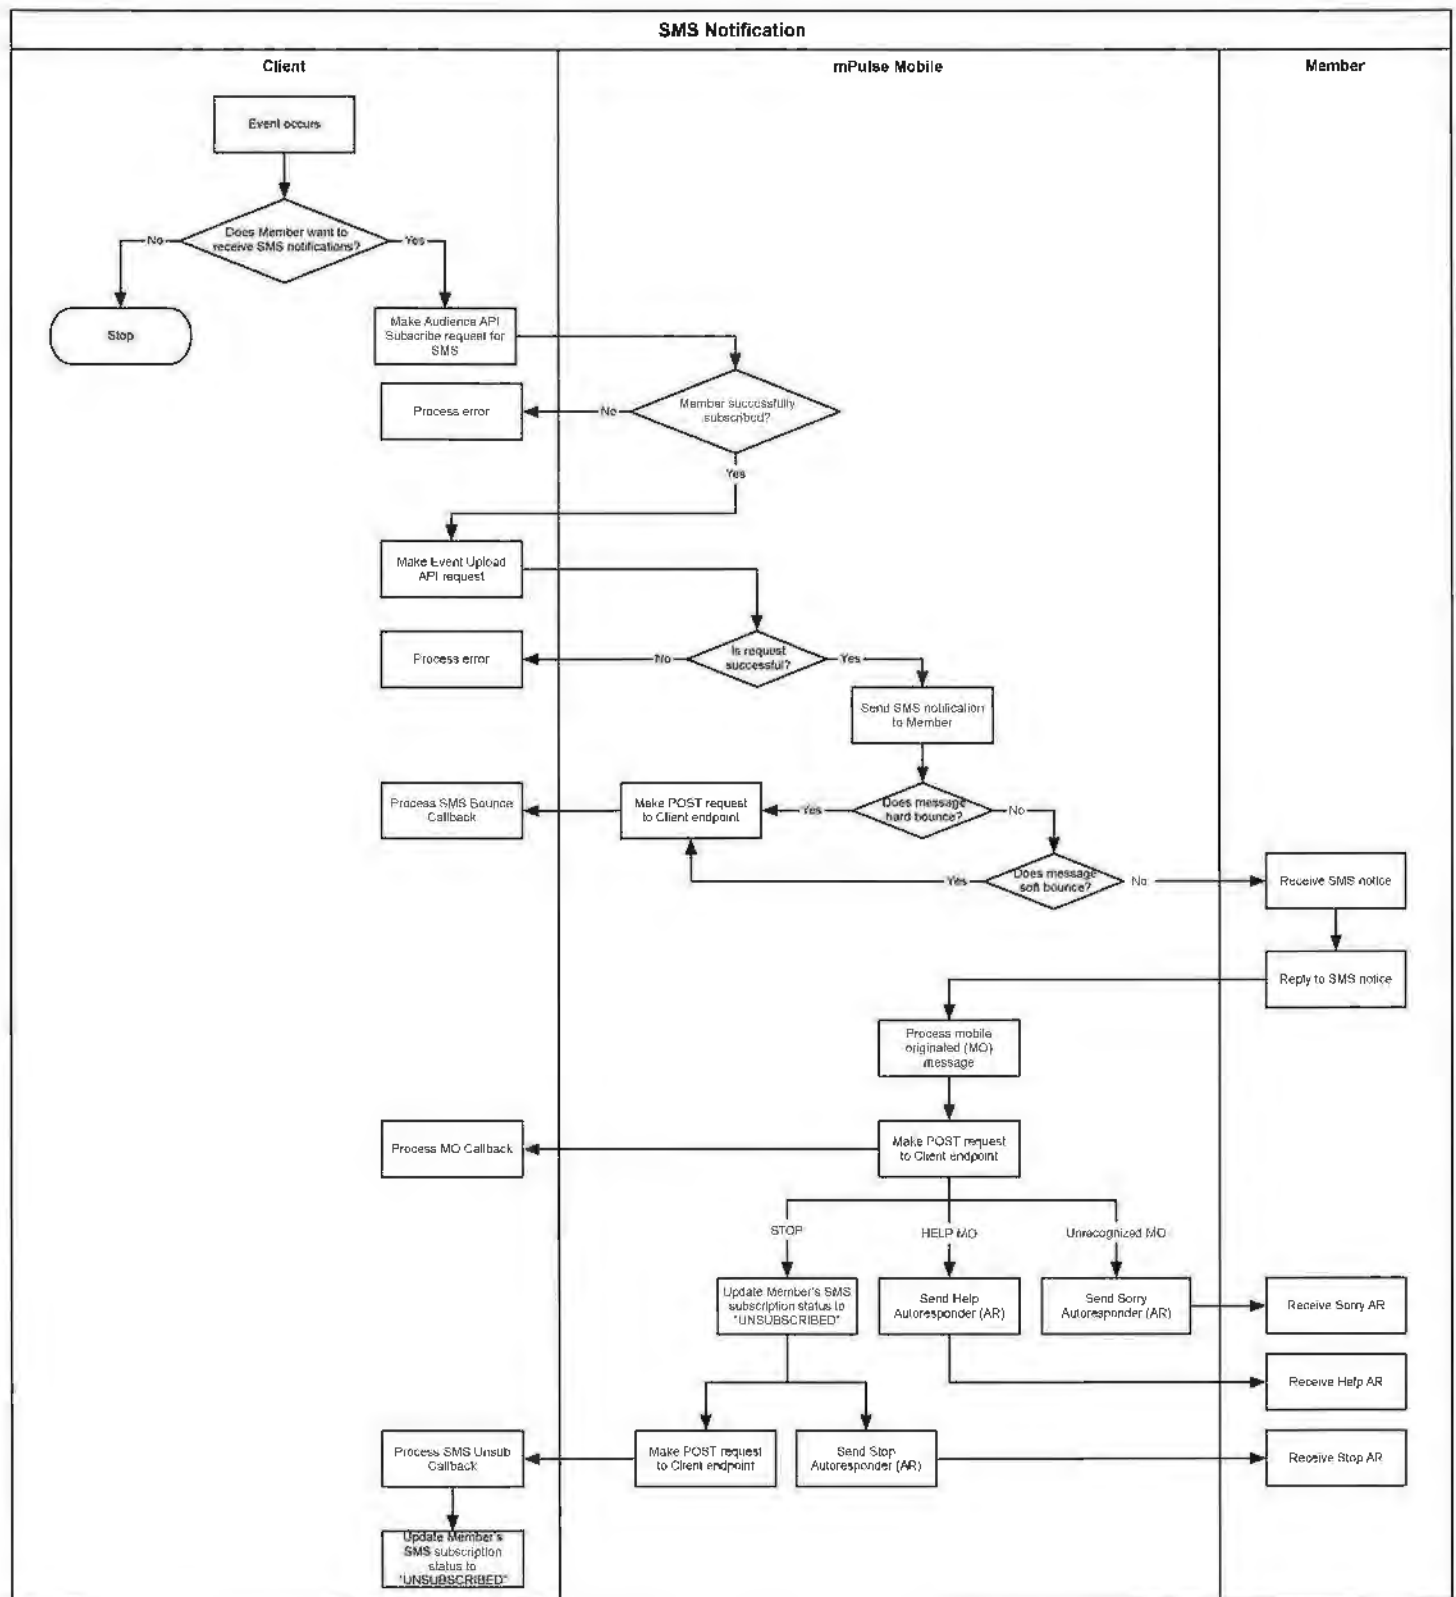 SMS Notification
Client
mPulse Mobile
Member
Event occurs
Does Member want to
receive SMS notifications?
No
Yes
Stop
Make Audience API
Subscribe request for
SMS
Member successfully
subscribed?
No
Process error
Yes
Make Event Upload
API request
Is request
successful?
No
Yes
Process error
Send SMS notification
to Member
Does message
hard bounce?
Yes
No
Make POST request
to Client endpoint
Process SMS Bounce
Callback
Does message
soft bounce?
Yes
No
Receive SMS notice
Reply to SMS notice
Process mobile
originated (MO)
message
Make POST request
to Client endpoint
Process MO Callback
STOP
HELP MO
Unrecognized MO
Update Member's SMS
subscription status to
"UNSUBSCRIBED"
Send Help
Autoresponder (AR)
Send Sorry
Autoresponder (AR)
Receive Sorry AR
Receive Help AR
Process SMS Unsub
Callback
Make POST request
to Client endpoint
Send Stop
Autoresponder (AR)
Receive Stop AR
Update Member's
SMS subscription
status to
"UNSUBSCRIBED"